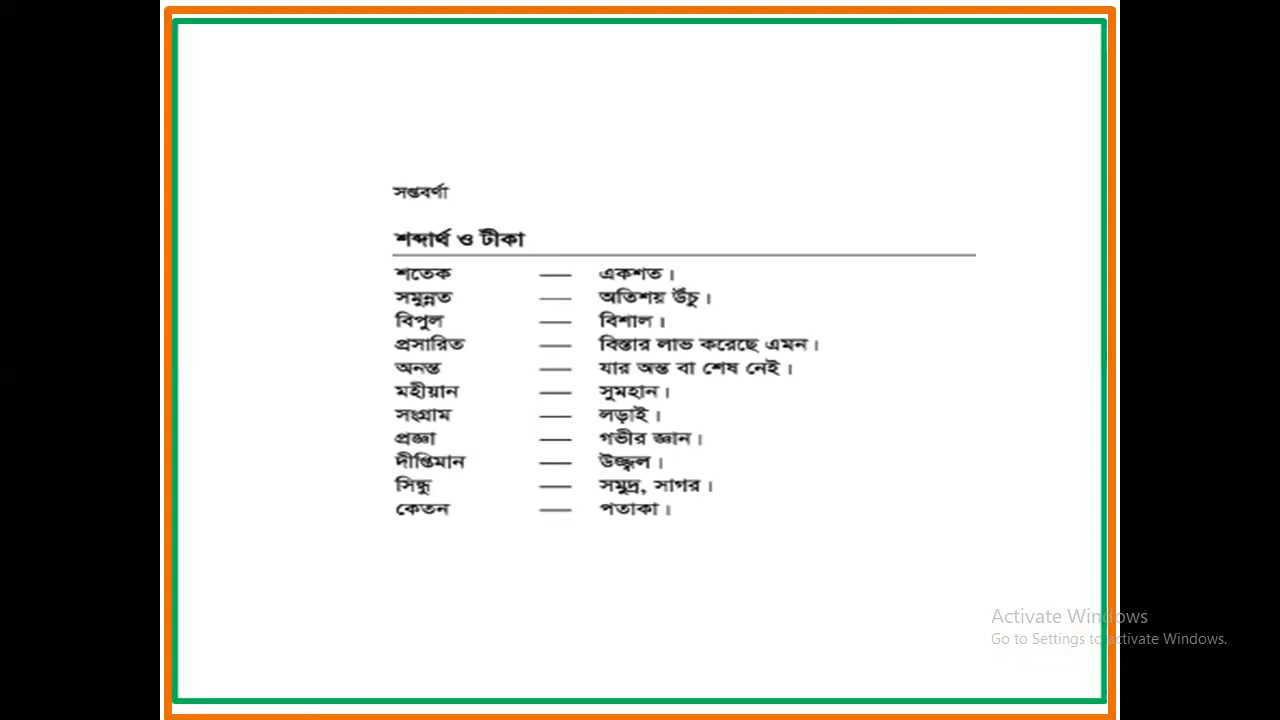 সপ্তবর্ণা
শব্দার্থ ও টীকা
শতেক — একশত।
সমুন্নত — অতিশয় উঁচু।
বিপুল — বিশাল।
প্রসারিত — বিস্তার লাভ করেছে এমন।
অনন্ত — যার অন্ত বা শেষ নেই।
মহীয়ান — সুমহান।
সংগ্রাম — লড়াই।
প্রজ্ঞা — গভীর জ্ঞান।
দীপ্তিমান — উজ্জ্বল।
সিন্ধু — সমুদ্র, সাগর।
কেতন — পতাকা।
Activate Windows
Go to Settings to activate Windows.